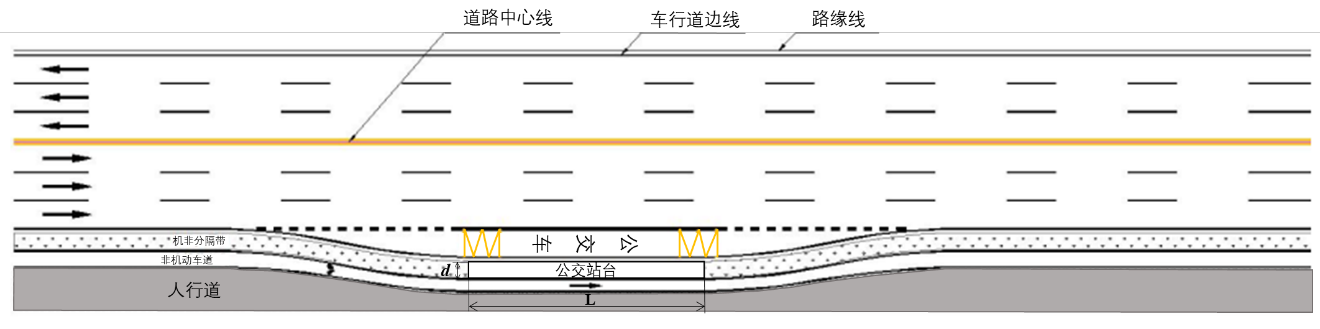 道路中心线
车行道边线
路缘线
机非分隔带
公交车
非机动车道
d
公交站台
人行道
L